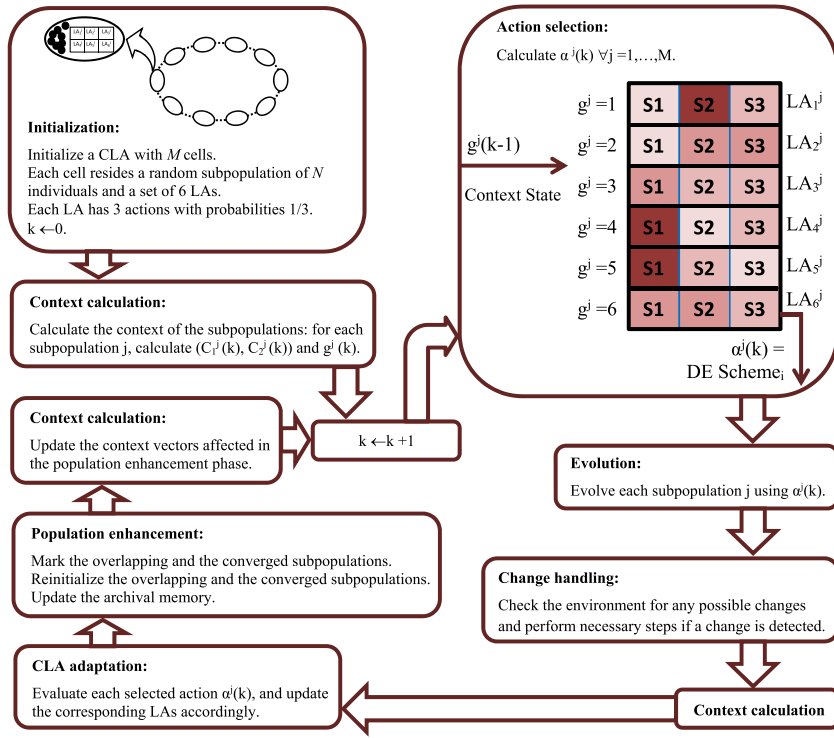 LAⱼ LAⱼ LAⱼ
LAⱼ LAⱼ LAⱼ
Initialization:
Initialize a CLA with M cells.
Each cell resides a random subpopulation of N
individuals and a set of 6 LAs.
Each LA has 3 actions with probabilities 1/3.
k ←0.
Context calculation:
Calculate the context of the subpopulations: for each
subpopulation j, calculate (C₁ʲ(k), C₂ʲ(k)) and gʲ(k).
Context calculation:
Update the context vectors affected in
the population enhancement phase.
k ←k +1
Population enhancement:
Mark the overlapping and the converged subpopulations.
Reinitialize the overlapping and the converged subpopulations.
Update the archival memory.
CLA adaptation:
Evaluate each selected action αʲ(k), and update
the corresponding LAs accordingly.
Action selection:
Calculate αʲ(k) ∀j =1,…,M.
gʲ(k-1)
Context State
gʲ =1 S1 S2 S3 LA₁ʲ
gʲ =2 S1 S2 S3 LA₂ʲ
gʲ =3 S1 S2 S3 LA₃ʲ
gʲ =4 S1 S2 S3 LA₄ʲ
gʲ =5 S1 S2 S3 LA₅ʲ
gʲ =6 S1 S2 S3 LA₆ʲ
αʲ(k) =
DE Schemeᵢ
Evolution:
Evolve each subpopulation j using αʲ(k).
Change handling:
Check the environment for any possible changes
and perform necessary steps if a change is detected.
Context calculation